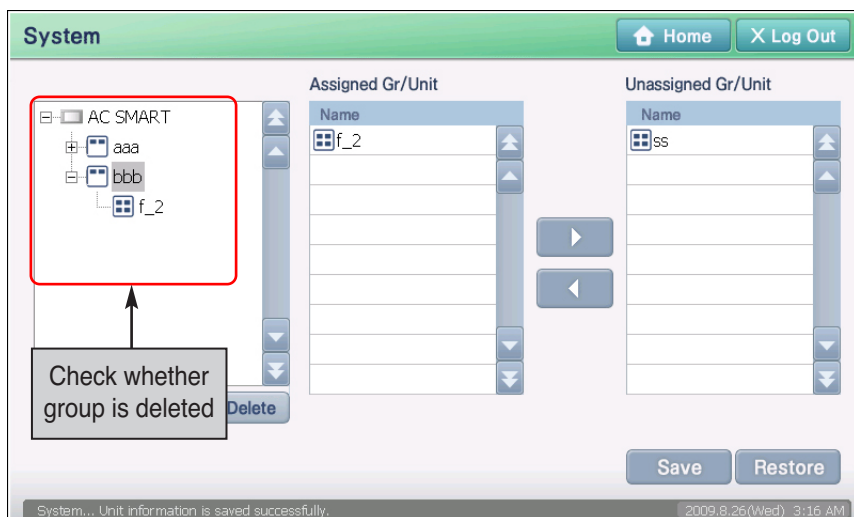 System
Home
X Log Out
Assigned Gr/Unit
Unassigned Gr/Unit
AC SMART
aaa
bbb
f_2
Name
f_2
Name
ss
Check whether
group is deleted
Delete
Save
Restore
System... Unit information is saved successfully.
2009.8.26(Wed) 3:16 AM